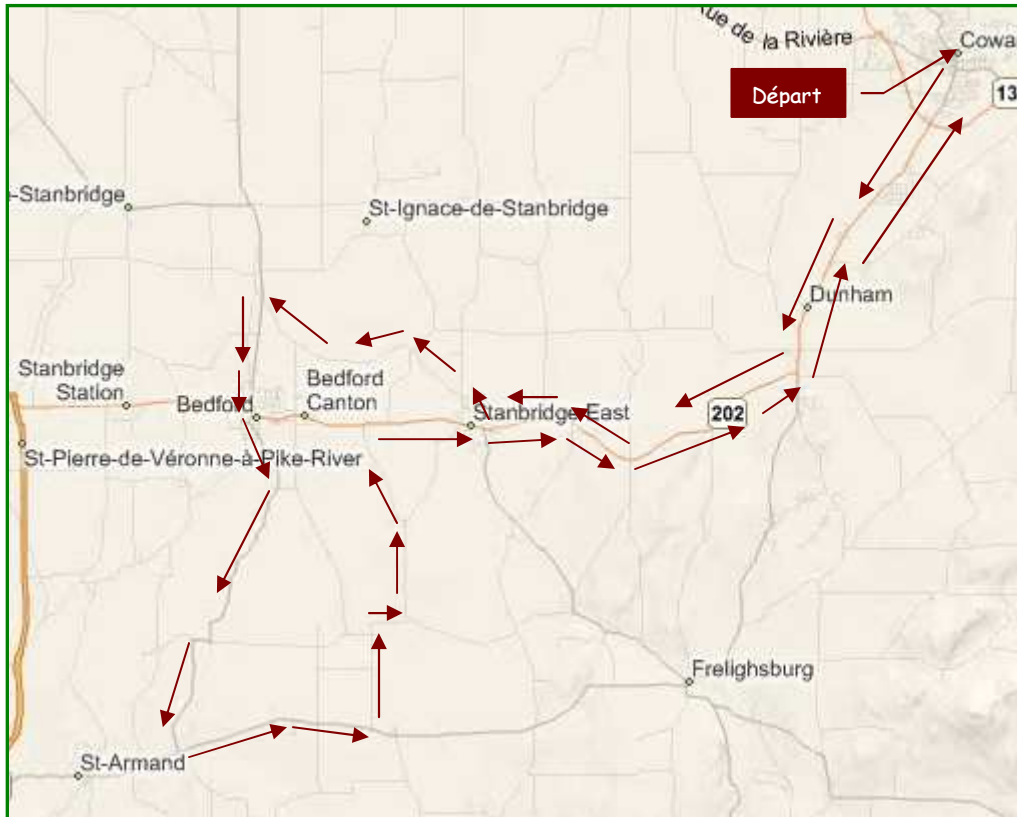 Rue de la Rivière
Cowa
Départ
13
e-Stanbridge
St-Ignace-de-Stanbridge
Dunham
Stanbridge
Station
Bedford
Bedford
Canton
Stanbridge East
202
St-Pierre-de-Véronne-à-Pike-River
Frelighsburg
St-Armand